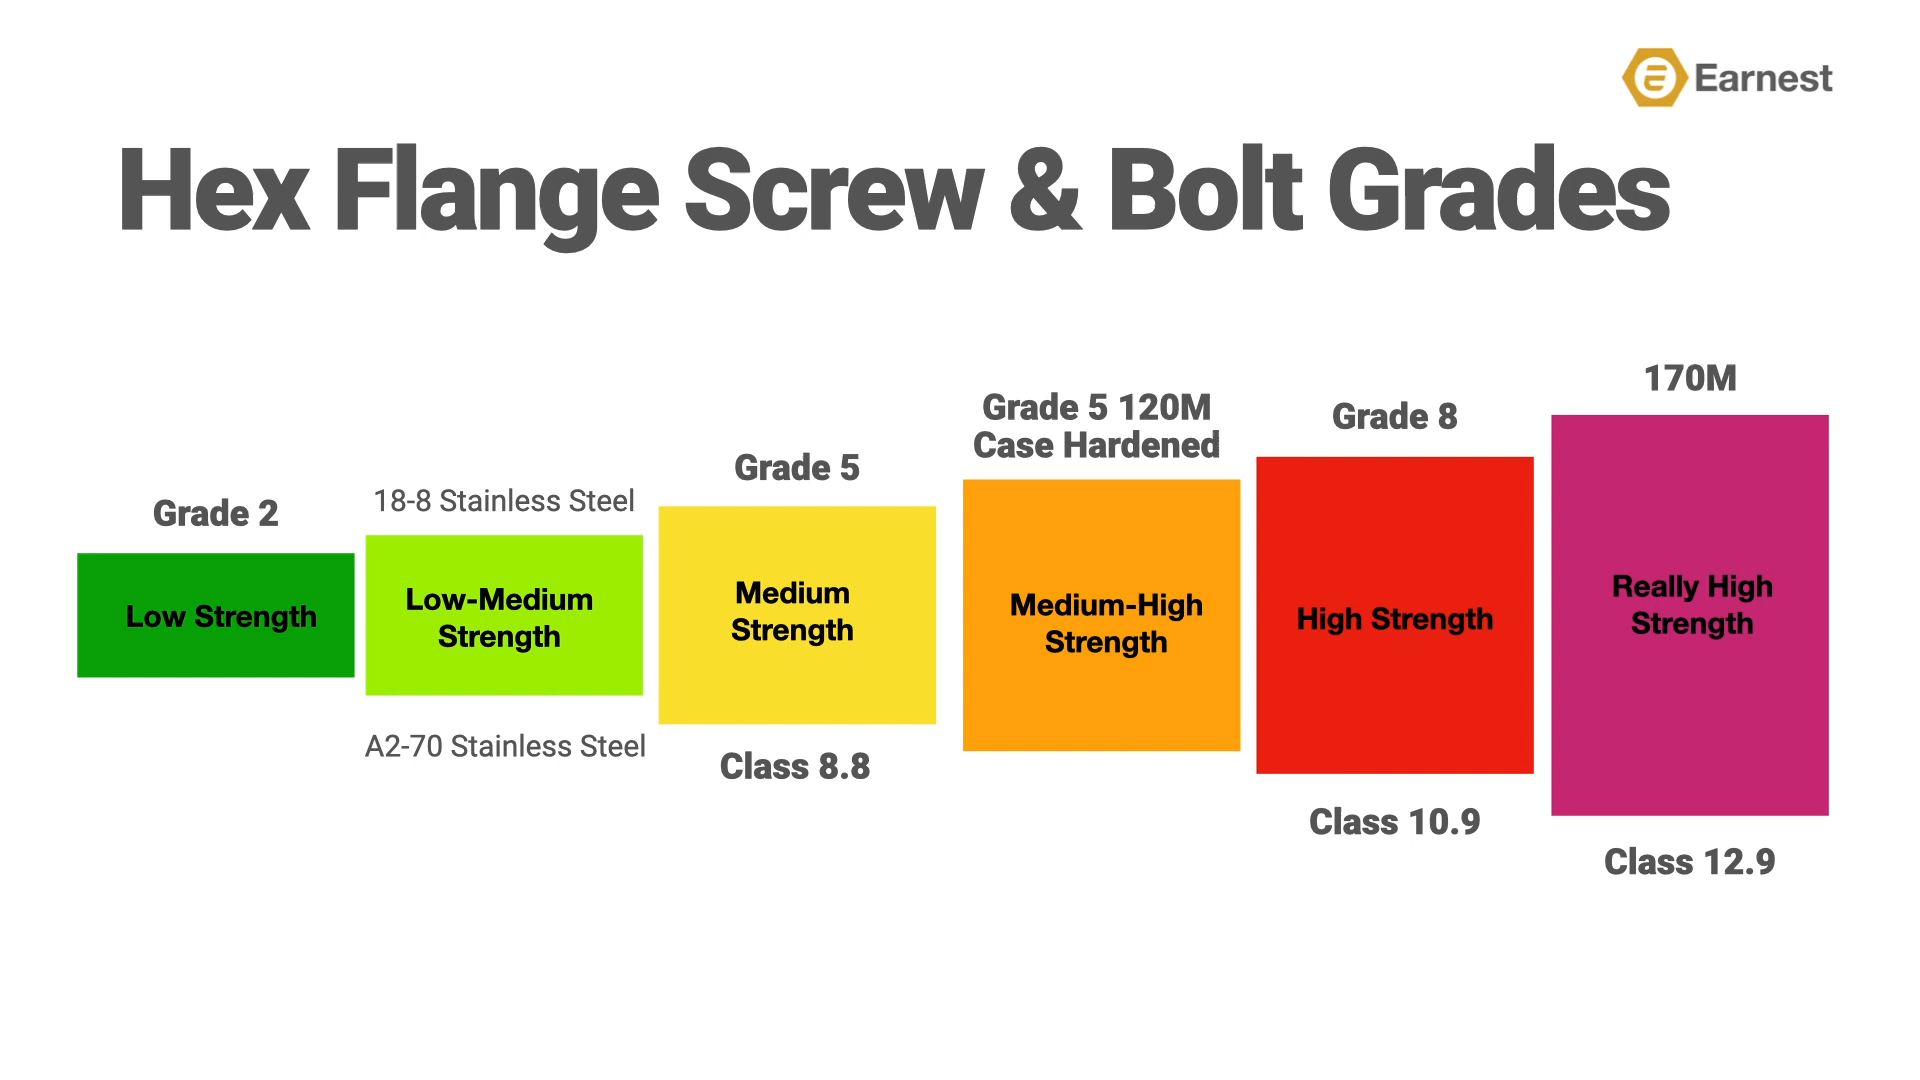 Earnest
Hex Flange Screw & Bolt Grades
Grade 2
Low Strength
18-8 Stainless Steel
Low-Medium
Strength
A2-70 Stainless Steel
Grade 5
Medium
Strength
Class 8.8
Grade 5 120M
Case Hardened
Medium-High
Strength
Grade 8
High Strength
Class 10.9
170M
Really High
Strength
Class 12.9